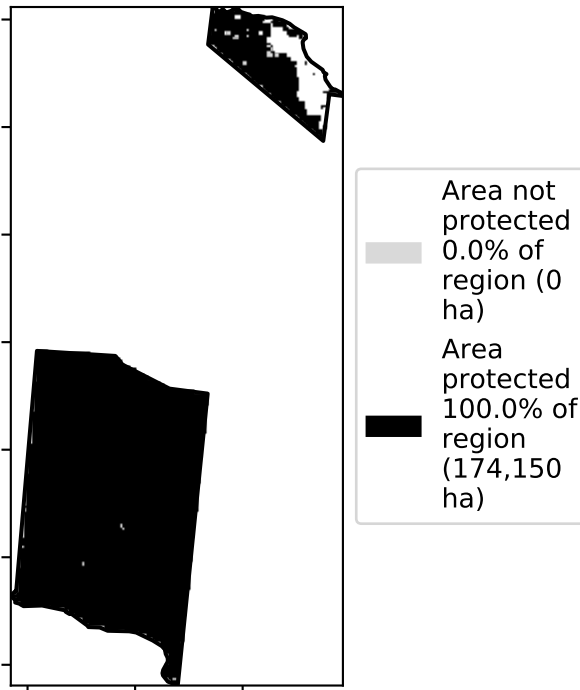 Area not
protected
0.0% of
region (0
ha)
Area
protected
100.0% of
region
(174,150
ha)